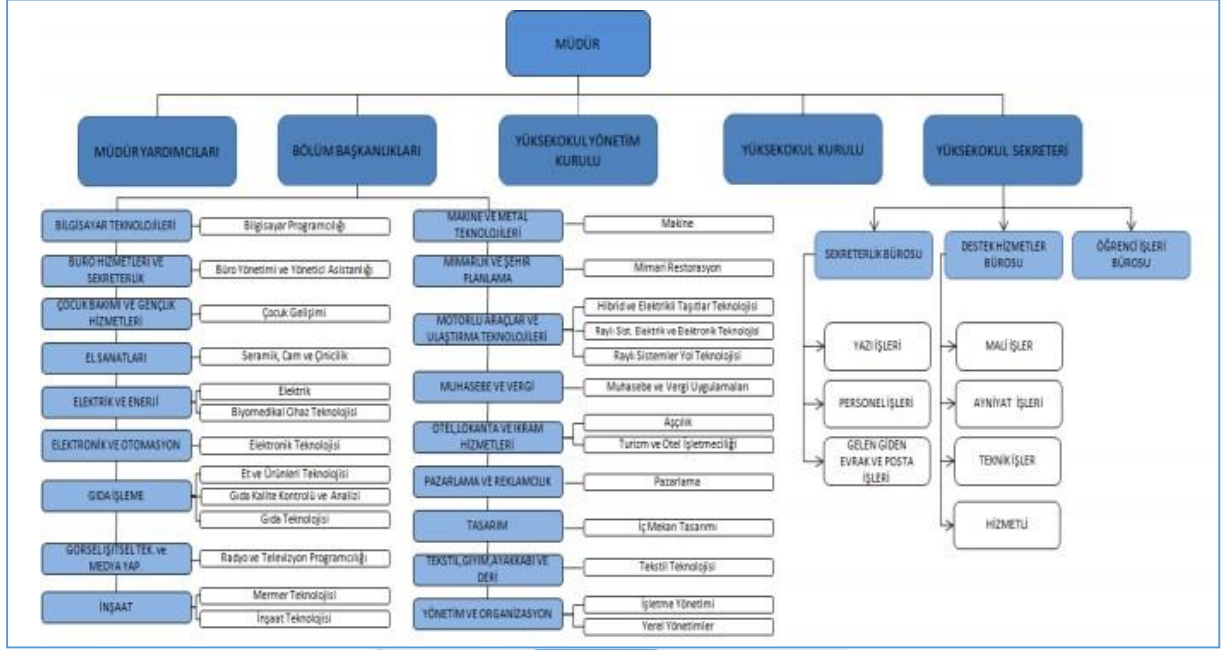 MÜDÜR
MÜDÜR YARDIMCILARI
BÖLÜM BAŞKANLIKLARI
YÜKSEKOKUL YÖNETİM
KURULU
YÜKSEKOKUL KURULU
YÜKSEKOKUL SEKRETERİ
BİLGİSAYAR TEKNOLOJİLERİ
Bilgisayar Programcılığı
BÜRO HİZMETLERİ VE
SEKRETERLİK
Büro Yönetimi ve Yönetici Asistanlığı
ÇOCUK BAKIMI VE GENÇLİK
HİZMETLERİ
Çocuk Gelişimi
EL SANATLARI
Seramik, Cam ve Çinicilik
ELEKTRİK VE ENERJİ
Elektrik
Biyomedikal Cihaz Teknolojisi
ELEKTRONİK VE OTOMASYON
Elektronik Teknolojisi
GIDA İŞLEME
Et ve Ürünleri Teknolojisi
Gıda Kalite Kontrolü ve Analizi
Gıda Teknolojisi
GÖRSEL İŞİTSEL TEK. ve
MEDYA YAP.
Radyo ve Televizyon Programcılığı
İNŞAAT
Mermer Teknolojisi
İnşaat Teknolojisi
MAKİNE VE METAL
TEKNOLOJİLERİ
Makine
MİMARLIK VE ŞEHİR
PLANLAMA
Mimari Restorasyon
MOTORLU ARAÇLAR VE
ULAŞTIRMA TEKNOLOJİLERİ
Hibrid ve Elektrikli Taşıtlar Teknolojisi
Raylı Sist. Elektrik ve Elektronik Teknolojisi
Raylı Sistemler Yol Teknolojisi
MUHASEBE VE VERGİ
Muhasebe ve Vergi Uygulamaları
OTEL,LOKANTA VE İKRAM
HİZMETLERİ
Aşçılık
Turizm ve Otel İşletmeciliği
PAZARLAMA VE REKLAMCILIK
Pazarlama
TASARIM
İç Mekan Tasarımı
TEKSTİL,GİYİM,AYAKKABI VE
DERİ
Tekstil Teknolojisi
YÖNETİM VE ORGANİZASYON
İşletme Yönetimi
Yerel Yönetimler
SEKRETERLİK BÜROSU
DESTEK HİZMETLER
BÜROSU
ÖĞRENCİ İŞLERİ
BÜROSU
YAZI İŞLERİ
PERSONEL İŞLERİ
GELEN GİDEN
EVRAK VE POSTA
İŞLERİ
MALİ İŞLER
AYNİYAT İŞLERİ
TEKNİK İŞLER
HİZMETLİ